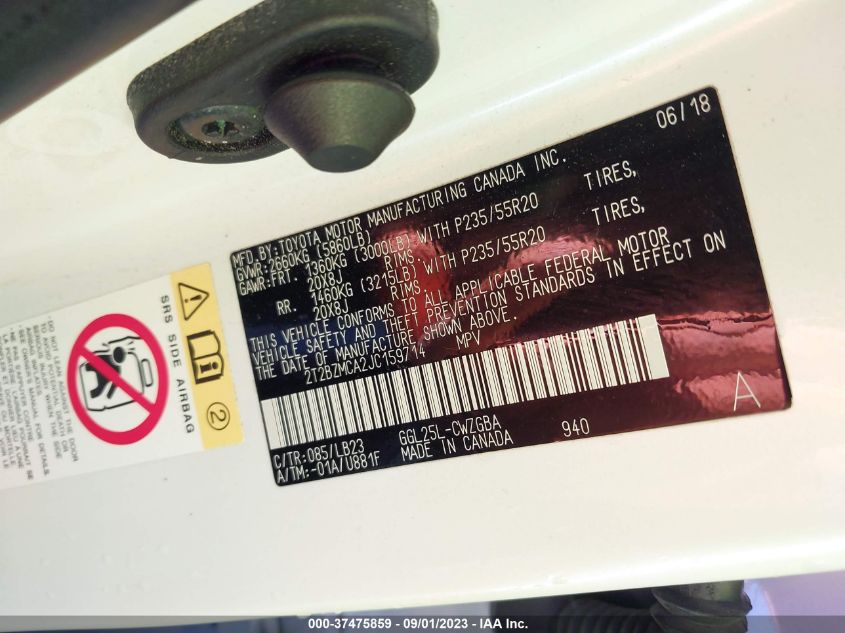 06/18
MFD.BY:TOYOTA MOTOR MANUFACTURING CANADA INC.
GVWR:2660KG (5860LB)
GAWR:FRT 1360KG (3000LB) WITH P235/55R20 TIRES,
20X8J RIMS
RR. 1460KG (3215LB) WITH P235/55R20 TIRES,
20X8J RIMS
THIS VEHICLE CONFORMS TO ALL APPLICABLE FEDERAL MOTOR
VEHICLE SAFETY AND THEFT PREVENTION STANDARDS IN EFFECT ON
THE DATE OF MANUFACTURE SHOWN ABOVE.
2T2BZMCA2JC159714 MPV
C/TR:085/LB23 GGL25L-CWZGBA
A/TM:-01A/U881F MADE IN CANADA 940
A
2
SRS SIDE AIRBAG
000-37475859 - 09/01/2023 - IAA Inc.